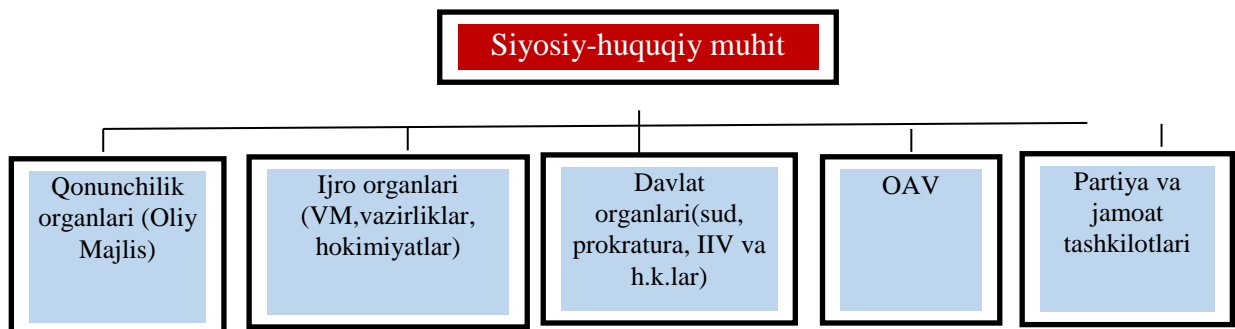 Siyosiy-huquqiy muhit
Qonunchilik
organlari (Oliy
Majlis)
Ijro organlari
(VM,vazirliklar,
hokimiyatlar)
Davlat
organlari(sud,
prokratura, IIV va
h.k.lar)
OAV
Partiya va
jamoat
tashkilotlari